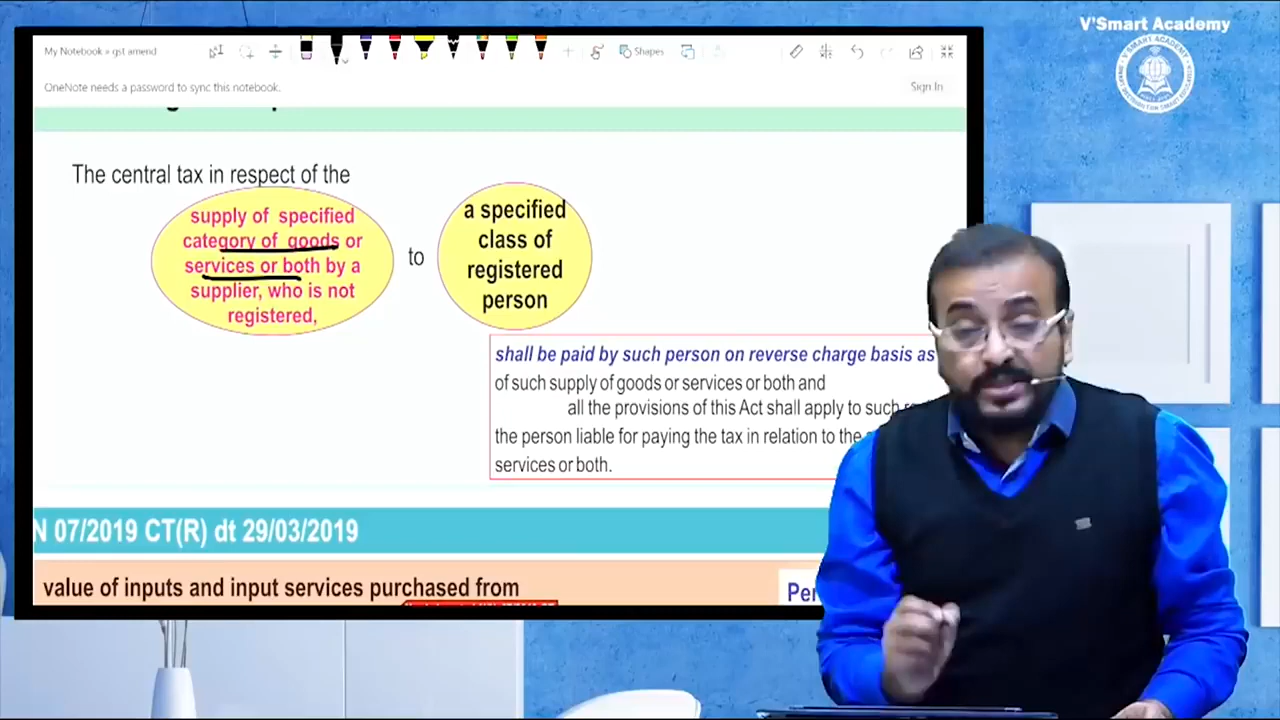 V'Smart Academy
My Notebook » gst amend
Shapes
OneNote needs a password to sync this notebook.
Sign In
The central tax in respect of the
supply of specified
category of goods or
services or both by a
supplier, who is not
registered,
to
a specified
class of
registered
person
shall be paid by such person on reverse charge basis as
of such supply of goods or services or both and
all the provisions of this Act shall apply to such
the person liable for paying the tax in relation to the
services or both.
N 07/2019 CT(R) dt 29/03/2019
value of inputs and input services purchased from
Per